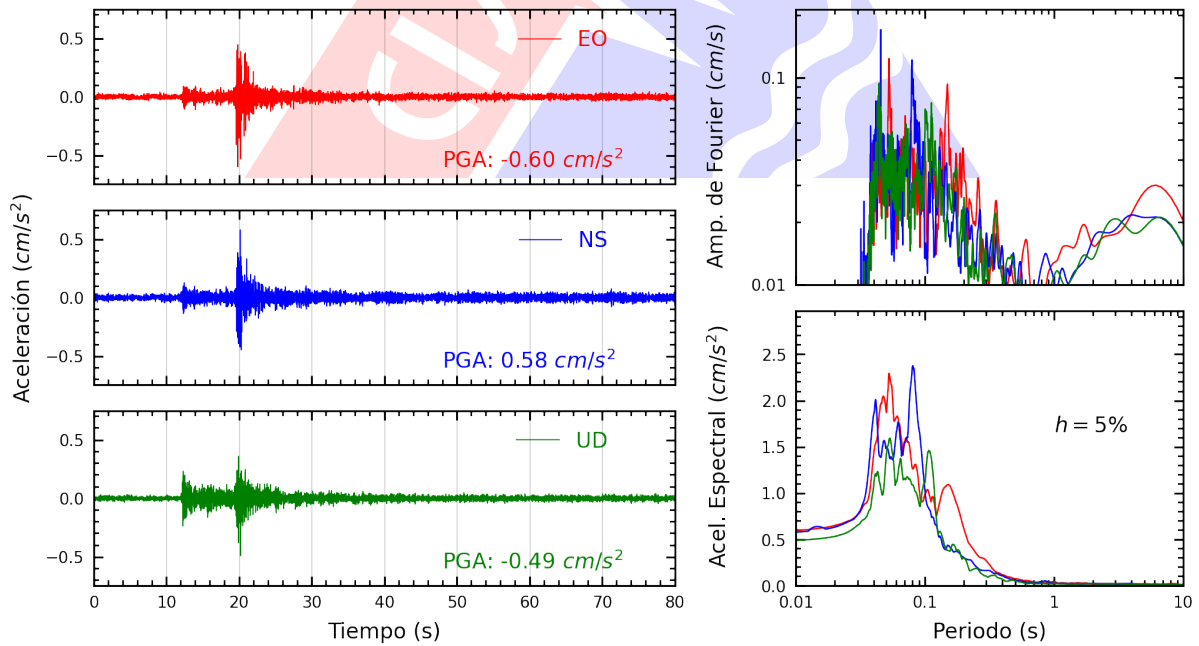 Aceleración (cm/s²)
0.5
0.0
−0.5
EO
PGA: -0.60 cm/s²
0.5
0.0
−0.5
NS
PGA: 0.58 cm/s²
0.5
0.0
−0.5
UD
PGA: -0.49 cm/s²
0 10 20 30 40 50 60 70 80
Tiempo (s)
Amp. de Fourier (cm/s)
0.1
0.01
Acel. Espectral (cm/s²)
2.5
2.0
1.5
1.0
0.5
0.0
h = 5%
0.01 0.1 1 10
Periodo (s)